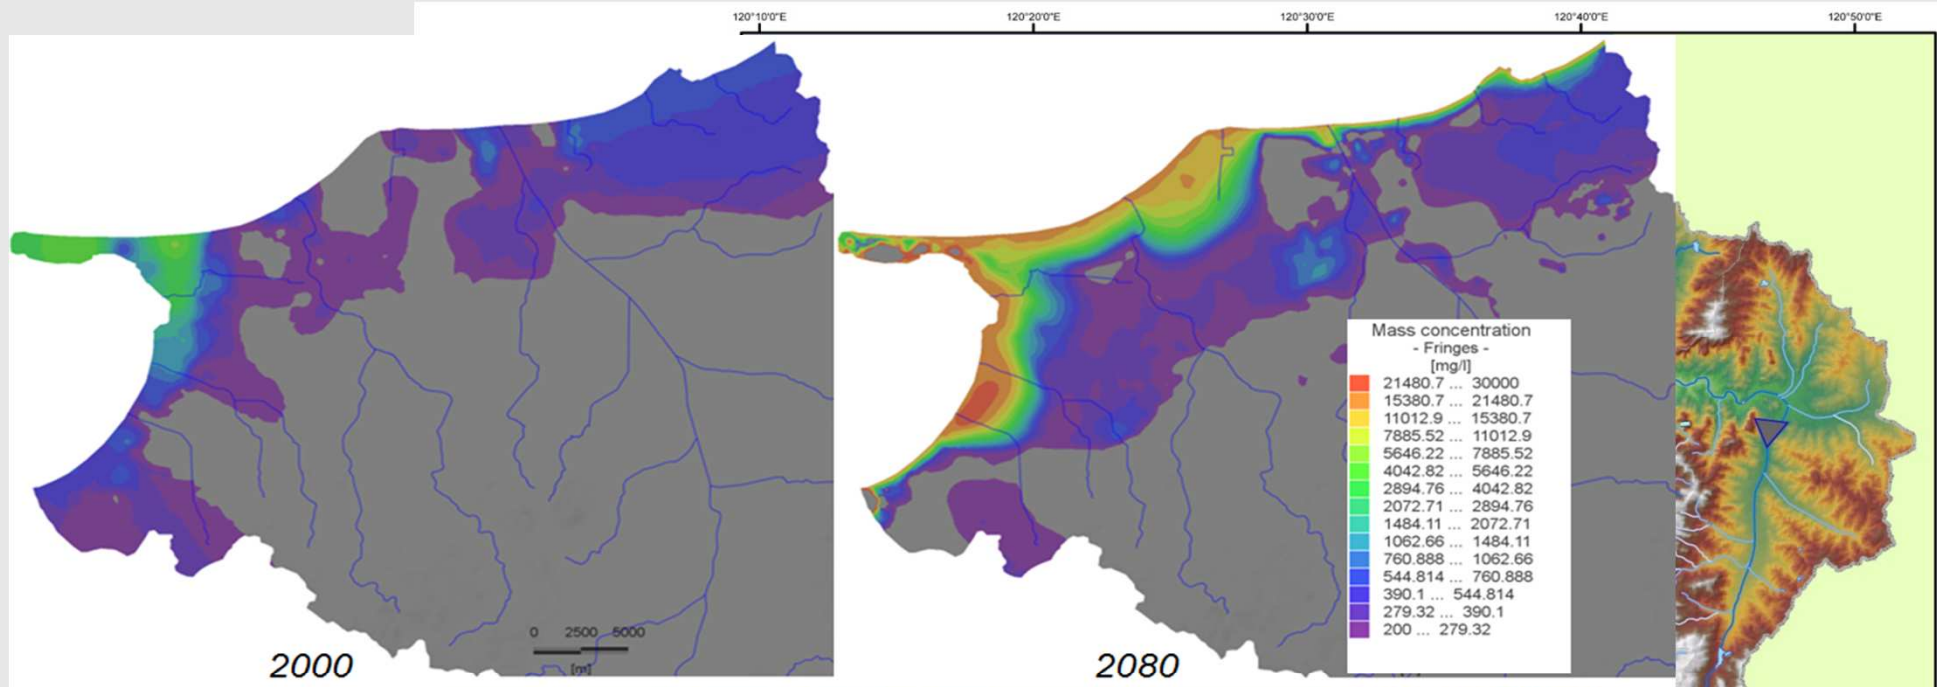 120°10'0"E 120°20'0"E 120°30'0"E 120°40'0"E 120°50'0"E
Mass concentration
- Fringes -
[mg/l]
21480.7 ... 30000
15380.7 ... 21480.7
11012.9 ... 15380.7
7885.52 ... 11012.9
5646.22 ... 7885.52
4042.82 ... 5646.22
2894.76 ... 4042.82
2072.71 ... 2894.76
1484.11 ... 2072.71
1062.66 ... 1484.11
760.888 ... 1062.66
544.814 ... 760.888
390.1 ... 544.814
279.32 ... 390.1
200 ... 279.32
0 2500 5000
[m]
2000 2080